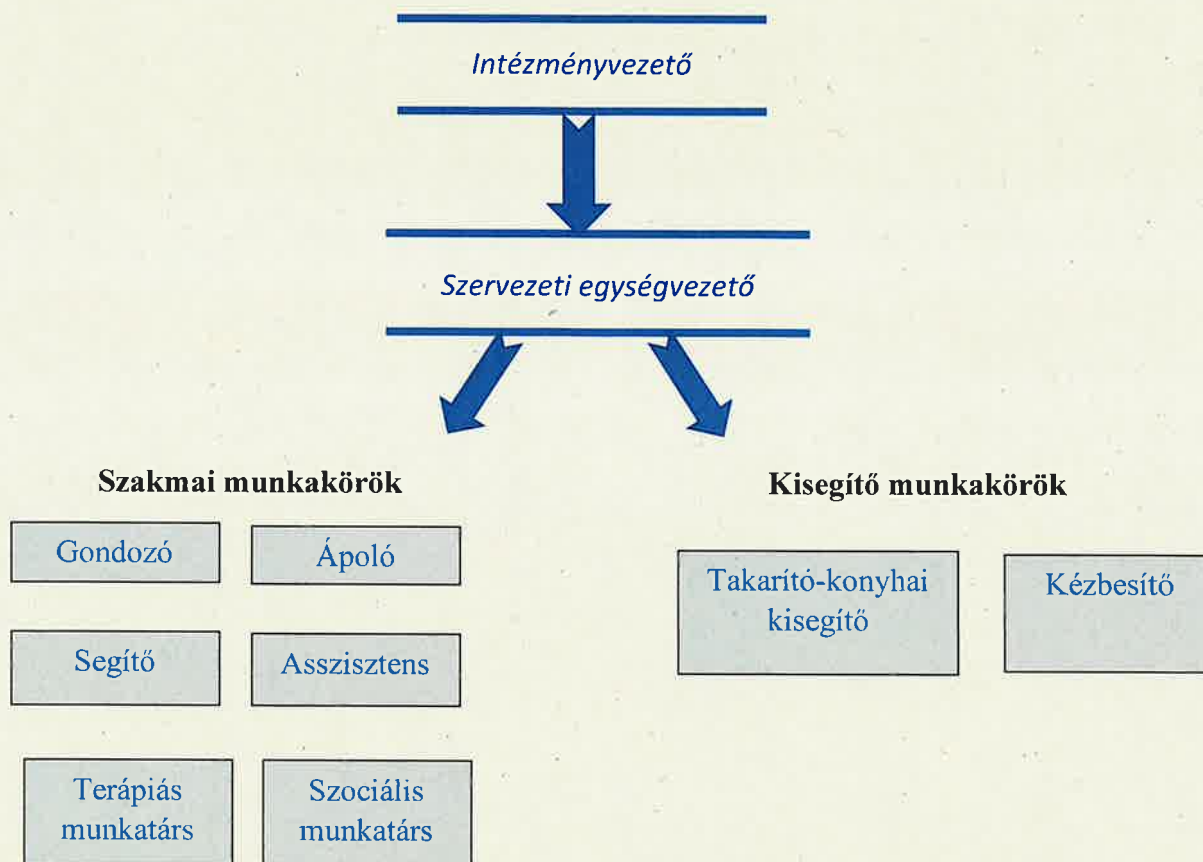 Intézményvezető
Szervezeti egységvezető
Szakmai munkakörök
Gondozó
Ápoló
Segítő
Asszisztens
Terápiás
munkatárs
Szociális
munkatárs
Kisegítő munkakörök
Takarító-konyhai
kisegítő
Kézbesítő